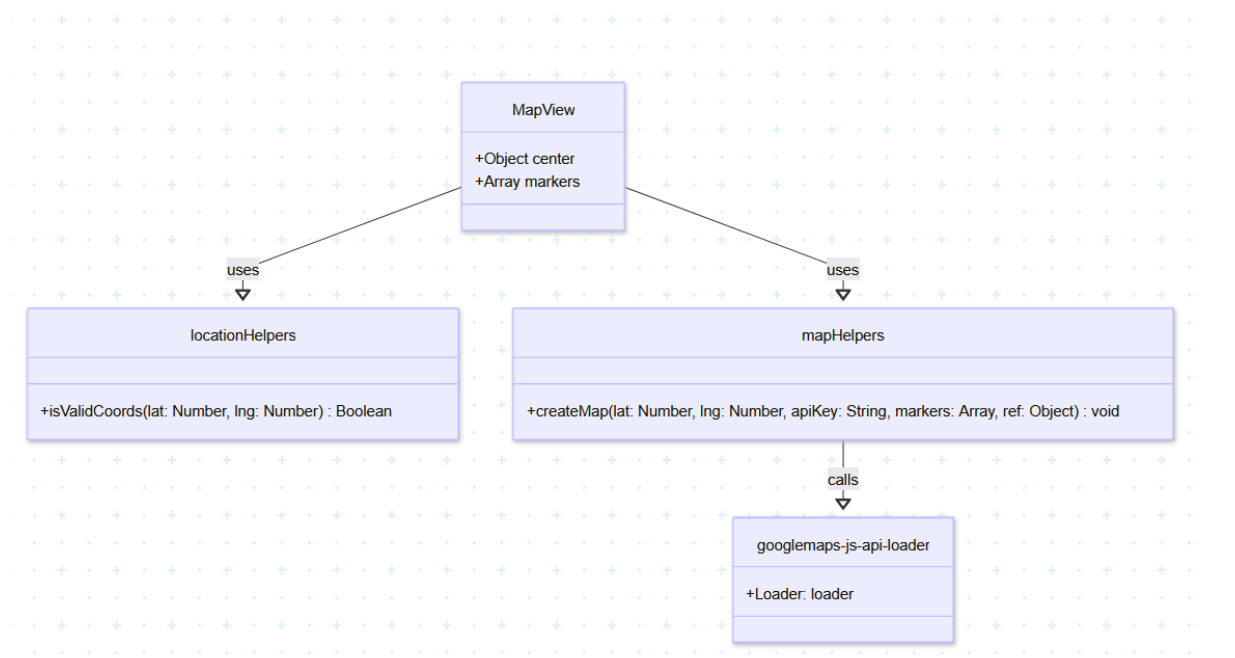 MapView
+Object center
+Array markers
uses
uses
locationHelpers
+isValidCoords(lat: Number, lng: Number) : Boolean
mapHelpers
+createMap(lat: Number, lng: Number, apiKey: String, markers: Array, ref: Object) : void
calls
googlemaps-js-api-loader
+Loader: loader